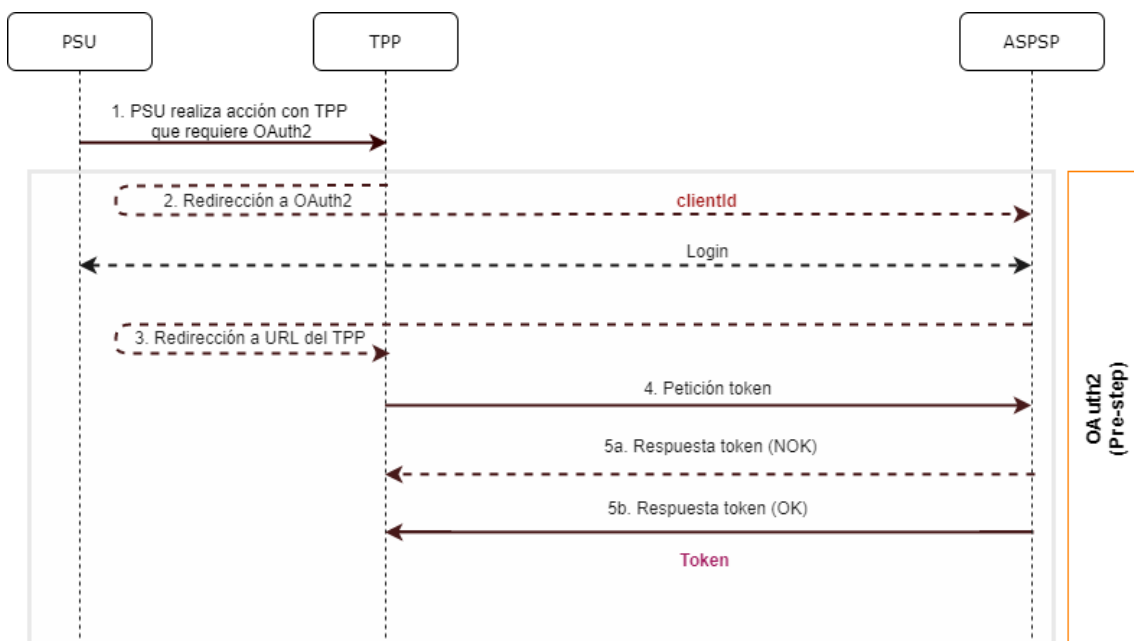 PSU
TPP
ASPSP
1. PSU realiza acción con TPP
que requiere OAuth2
2. Redirección a OAuth2
clientId
Login
3. Redirección a URL del TPP
4. Petición token
5a. Respuesta token (NOK)
5b. Respuesta token (OK)
Token
OAuth2
(Pre-step)